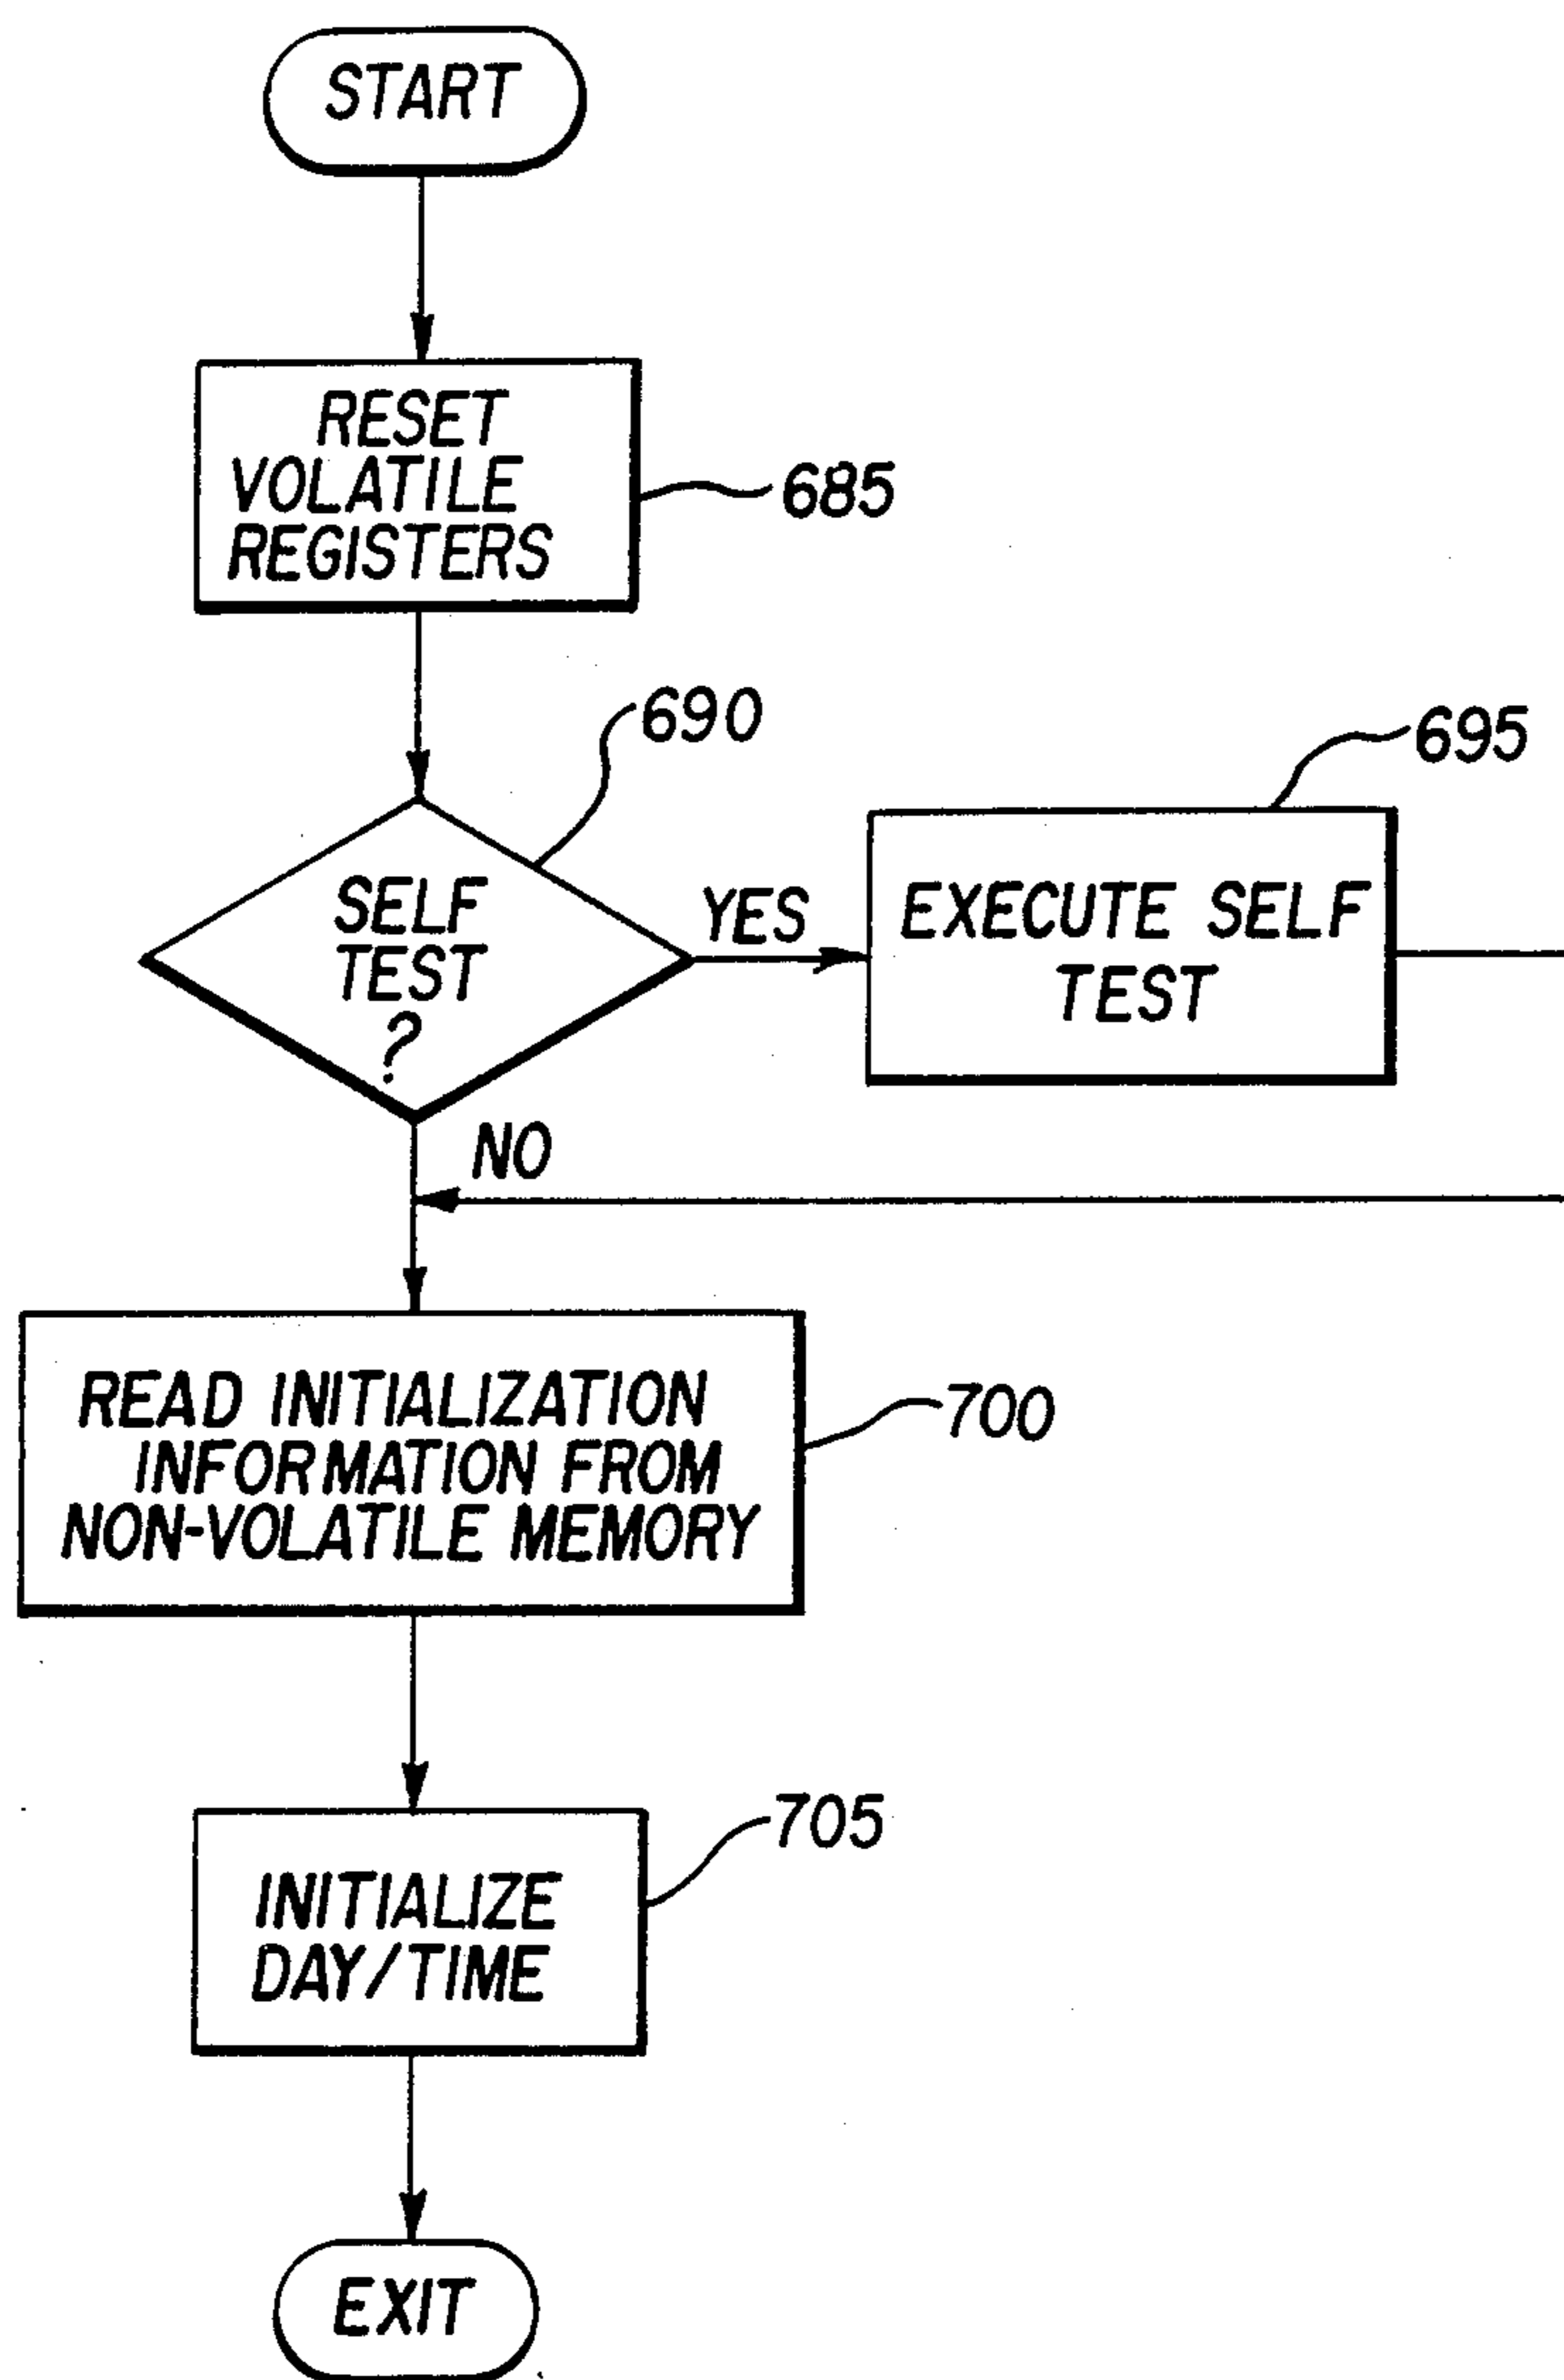 START
RESET
VOLATILE
REGISTERS
685
690
695
SELF
TEST
?
YES
EXECUTE SELF
TEST
NO
READ INITIALIZATION
INFORMATION FROM
NON-VOLATILE MEMORY
700
705
INITIALIZE
DAY/TIME
EXIT